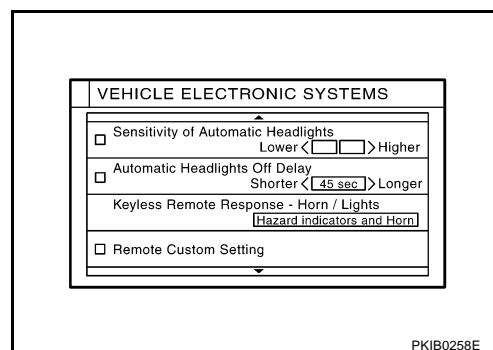 VEHICLE ELECTRONIC SYSTEMS
Sensitivity of Automatic Headlights
Lower < > Higher
Automatic Headlights Off Delay
Shorter < 45 sec > Longer
Keyless Remote Response - Horn / Lights
Hazard indicators and Horn
Remote Custom Setting
PKIB0258E